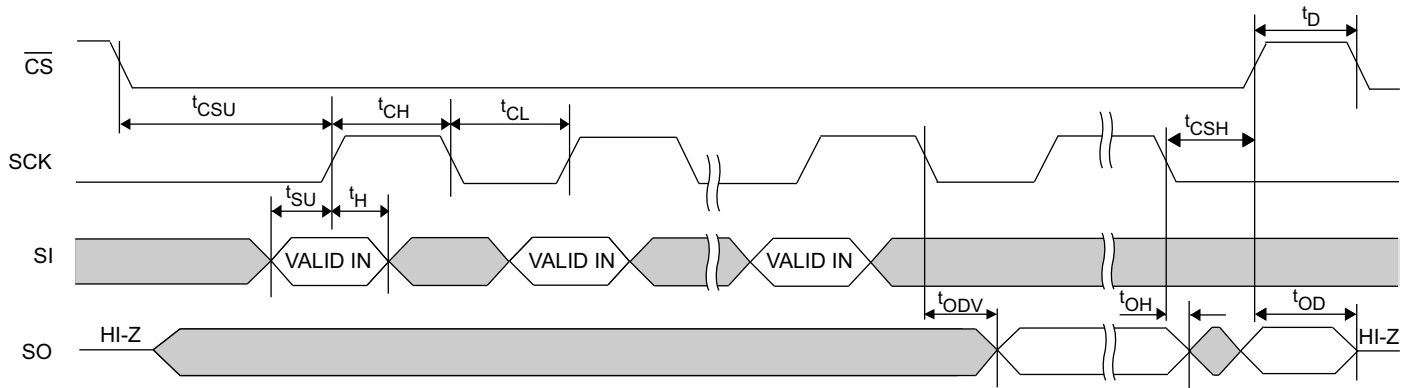 tD
CS
tCSU
tCH
tCL
tCSH
SCK
tSU
tH
SI
VALID IN
VALID IN
VALID IN
tODV
tOH
tOD
HI-Z
HI-Z
SO